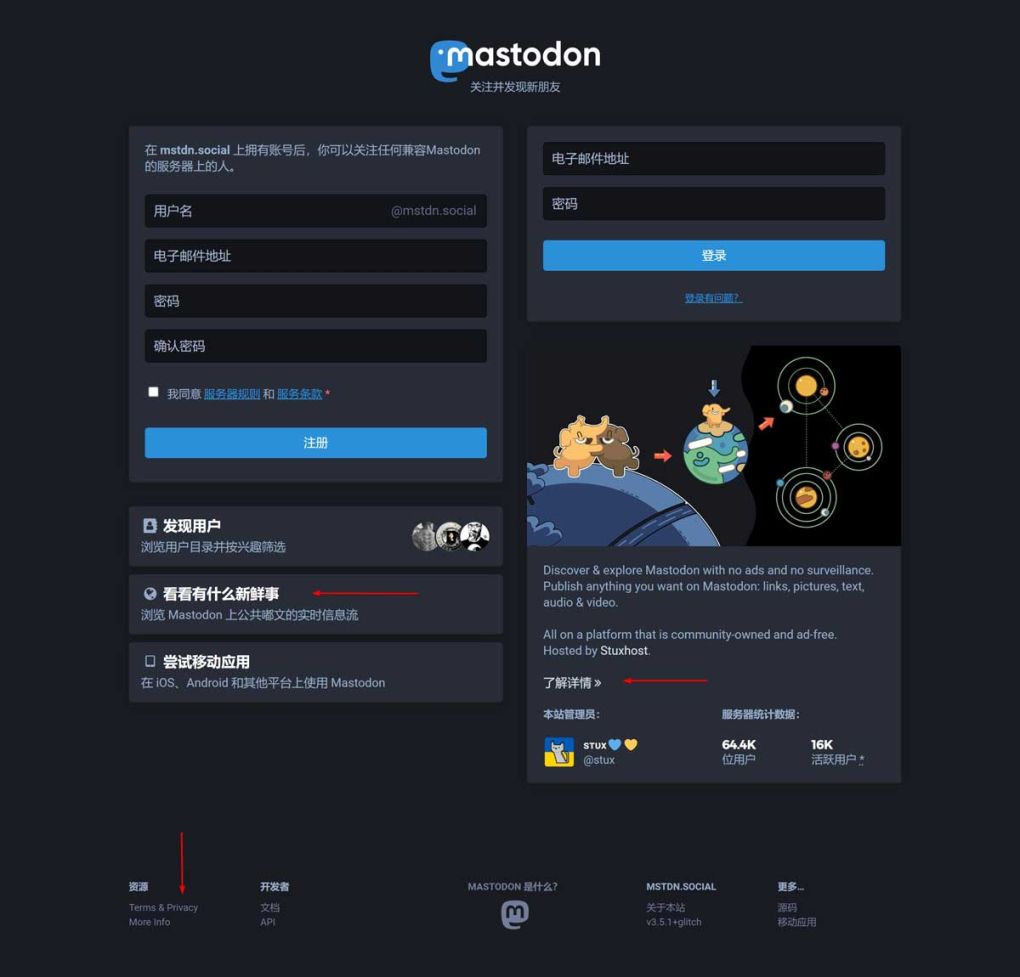 mastodon
关注并发现新朋友
在 mstdn.social 上拥有账号后，你可以关注任何兼容Mastodon
的服务器上的人。
用户名 @mstdn.social
电子邮件地址
密码
确认密码
我同意 服务器规则 和 服务条款 *
注册
发现用户
浏览用户目录并按兴趣筛选
看看有什么新鲜事
浏览 Mastodon 上公共嘟文的实时信息流
尝试移动应用
在 iOS、Android 和其他平台上使用 Mastodon
电子邮件地址
密码
登录
登录有问题？
Discover & explore Mastodon with no ads and no surveillance.
Publish anything you want on Mastodon: links, pictures, text,
audio & video.
All on a platform that is community-owned and ad-free.
Hosted by Stuxhost.
了解详情 »
本站管理员：
STUX💙💛
@stux
服务器统计数据：
64.4K
位用户
16K
活跃用户 *
资源
Terms & Privacy
More Info
开发者
文档
API
MASTODON 是什么？
MSTDN.SOCIAL
关于本站
v3.5.1+glitch
更多…
源码
移动应用